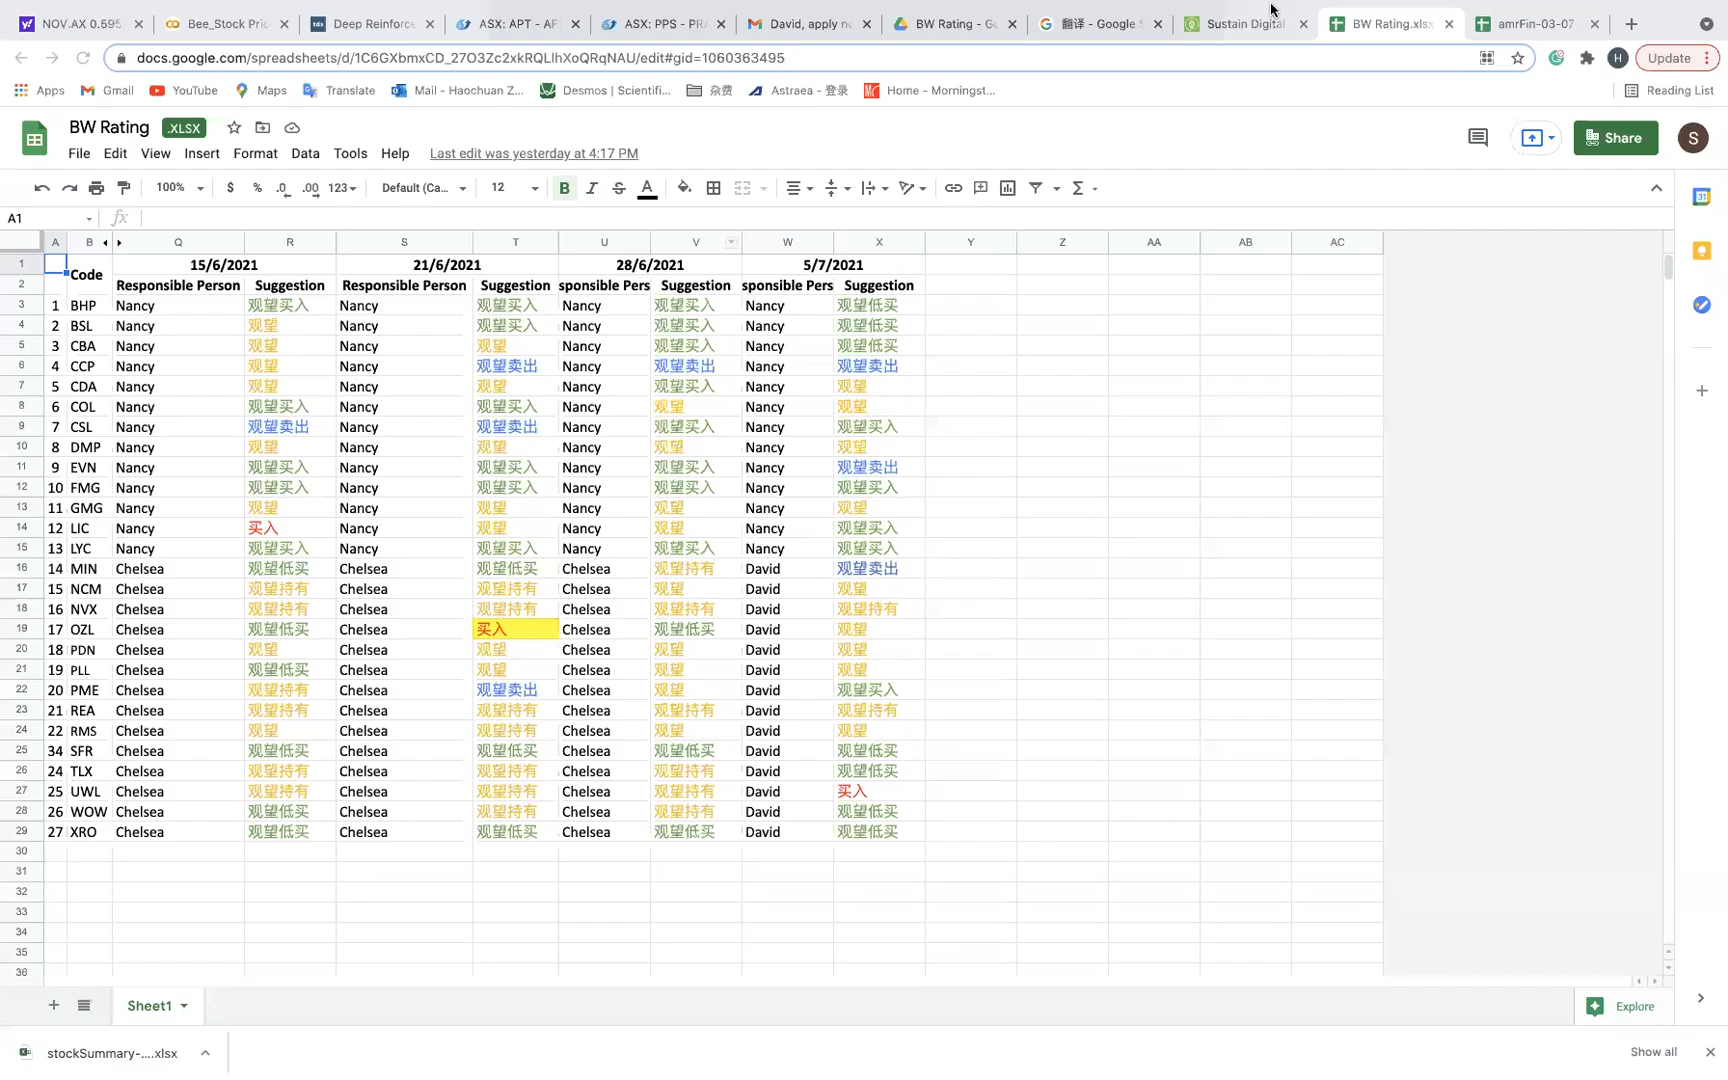 NOV.AX 0.595
Bee_Stock Pric
Deep Reinforce
ASX: APT - AF
ASX: PPS - PRA
David, apply no
BW Rating - Go
翻译 - Google S
Sustain Digital
BW Rating.xlsx
amrFin-03-07
docs.google.com/spreadsheets/d/1C6GXbmxCD_27O3Zc2xkRQLlhXoQRqNAU/edit#gid=1060363495
H
Update
Apps
Gmail
YouTube
Maps
Translate
Mail - Haochuan Z...
Desmos | Scientifi...
杂费
Astraea - 登录
Home - Morningst...
Reading List
BW Rating .XLSX
Share
S
File Edit View Insert Format Data Tools Help Last edit was yesterday at 4:17 PM
100% $ % .0 .00 123 Default (Ca... 12 B I S A
A1 fx
A B Q R S T U V W X Y Z AA AB AC
1 Code 15/6/2021 21/6/2021 28/6/2021 5/7/2021
2 Responsible Person Suggestion Responsible Person Suggestion sponsible Pers Suggestion sponsible Pers Suggestion
3 1 BHP Nancy 观望买入 Nancy 观望买入 Nancy 观望买入 Nancy 观望低买
4 2 BSL Nancy 观望 Nancy 观望买入 Nancy 观望买入 Nancy 观望低买
5 3 CBA Nancy 观望 Nancy 观望 Nancy 观望买入 Nancy 观望低买
6 4 CCP Nancy 观望 Nancy 观望卖出 Nancy 观望卖出 Nancy 观望卖出
7 5 CDA Nancy 观望 Nancy 观望 Nancy 观望买入 Nancy 观望
8 6 COL Nancy 观望买入 Nancy 观望买入 Nancy 观望 Nancy 观望
9 7 CSL Nancy 观望卖出 Nancy 观望卖出 Nancy 观望买入 Nancy 观望买入
10 8 DMP Nancy 观望 Nancy 观望 Nancy 观望 Nancy 观望
11 9 EVN Nancy 观望买入 Nancy 观望买入 Nancy 观望买入 Nancy 观望卖出
12 10 FMG Nancy 观望买入 Nancy 观望买入 Nancy 观望买入 Nancy 观望买入
13 11 GMG Nancy 观望 Nancy 观望 Nancy 观望 Nancy 观望
14 12 LIC Nancy 买入 Nancy 观望 Nancy 观望 Nancy 观望买入
15 13 LYC Nancy 观望买入 Nancy 观望买入 Nancy 观望买入 Nancy 观望买入
16 14 MIN Chelsea 观望低买 Chelsea 观望低买 Chelsea 观望持有 David 观望卖出
17 15 NCM Chelsea 观望持有 Chelsea 观望持有 Chelsea 观望 David 观望
18 16 NVX Chelsea 观望持有 Chelsea 观望持有 Chelsea 观望持有 David 观望持有
19 17 OZL Chelsea 观望低买 Chelsea 买入 Chelsea 观望低买 David 观望
20 18 PDN Chelsea 观望 Chelsea 观望 Chelsea 观望 David 观望
21 19 PLL Chelsea 观望低买 Chelsea 观望 Chelsea 观望 David 观望
22 20 PME Chelsea 观望持有 Chelsea 观望卖出 Chelsea 观望 David 观望买入
23 21 REA Chelsea 观望持有 Chelsea 观望持有 Chelsea 观望持有 David 观望持有
24 22 RMS Chelsea 观望 Chelsea 观望持有 Chelsea 观望 David 观望
25 34 SFR Chelsea 观望低买 Chelsea 观望低买 Chelsea 观望低买 David 观望低买
26 24 TLX Chelsea 观望持有 Chelsea 观望持有 Chelsea 观望持有 David 观望低买
27 25 UWL Chelsea 观望持有 Chelsea 观望持有 Chelsea 观望持有 David 买入
28 26 WOW Chelsea 观望低买 Chelsea 观望持有 Chelsea 观望持有 David 观望低买
29 27 XRO Chelsea 观望低买 Chelsea 观望低买 Chelsea 观望低买 David 观望低买
30
31
32
33
34
35
36
Sheet1
Explore
stockSummary-....xlsx
Show all